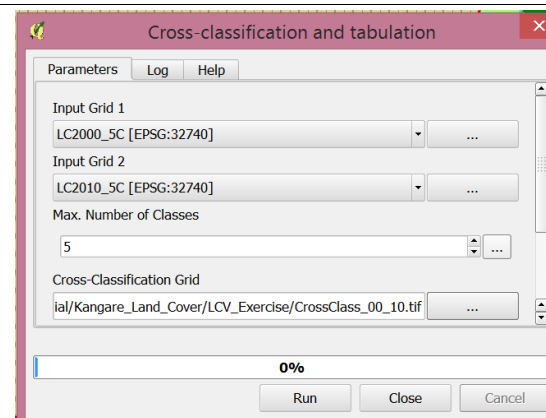 Cross-classification and tabulation
Parameters Log Help
Input Grid 1
LC2000_5C [EPSG:32740] ...
Input Grid 2
LC2010_5C [EPSG:32740] ...
Max. Number of Classes
5 ...
Cross-Classification Grid
ial/Kangare_Land_Cover/LCV_Exercise/CrossClass_00_10.tif ...
0%
Run Close Cancel